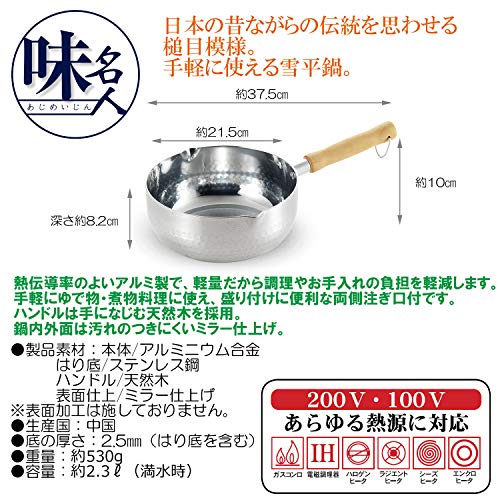 味名人
あじめいじん
日本の昔ながらの伝統を思わせる
槌目模様。
手軽に使える雪平鍋。
約37.5㎝
約21.5㎝
約10㎝
深さ約8.2㎝
熱伝導率のよいアルミ製で、軽量だから調理やお手入れの負担を軽減します。
手軽にゆで物・煮物料理に使え、盛り付けに便利な両側注ぎ口付です。
ハンドルは手になじむ天然木を採用。
鍋内外面は汚れのつきにくいミラー仕上げ。
●製品素材：本体/アルミニウム合金
はり底/ステンレス鋼
ハンドル/天然木
表面仕上/ミラー仕上げ
※表面加工は施しておりません。
●生産国：中国
●底の厚さ：2.5㎜（はり底を含む）
●重量：約530g
●容量：約2.3ℓ（満水時）
200V・100V
あらゆる熱源に対応
ガスコンロ
IH
電磁調理器
ハロゲンヒータ
ラジエントヒータ
シーズヒータ
エンクロヒータ